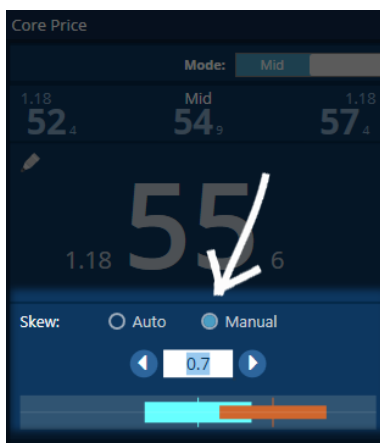 Core Price
Mode: Mid
1.18 Mid 1.18
52 4 54 9 57 4
1.18 55 6
Skew: Auto Manual
0.7